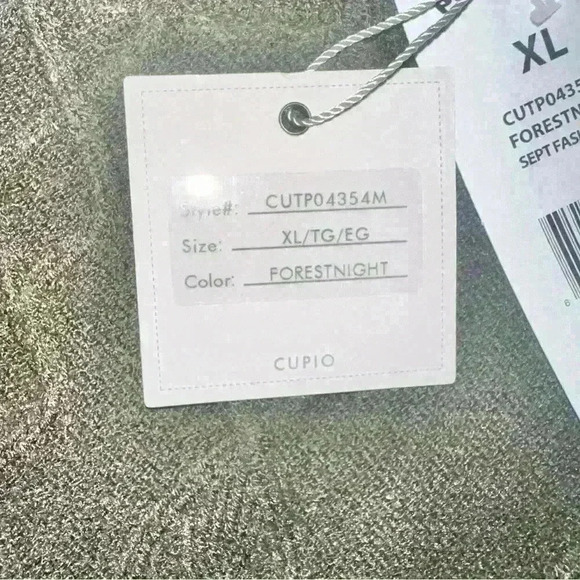 Style#: CUTP04354M
Size: XL/TG/EG
Color: FORESTNIGHT
CUPIO
XL
CUTP0435
FORESTN
SEPT FAS